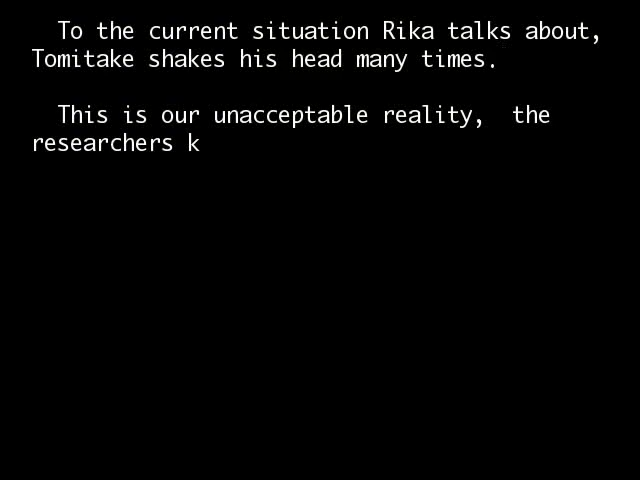 To the current situation Rika talks about,
Tomitake shakes his head many times.
This is our unacceptable reality,  the
researchers k